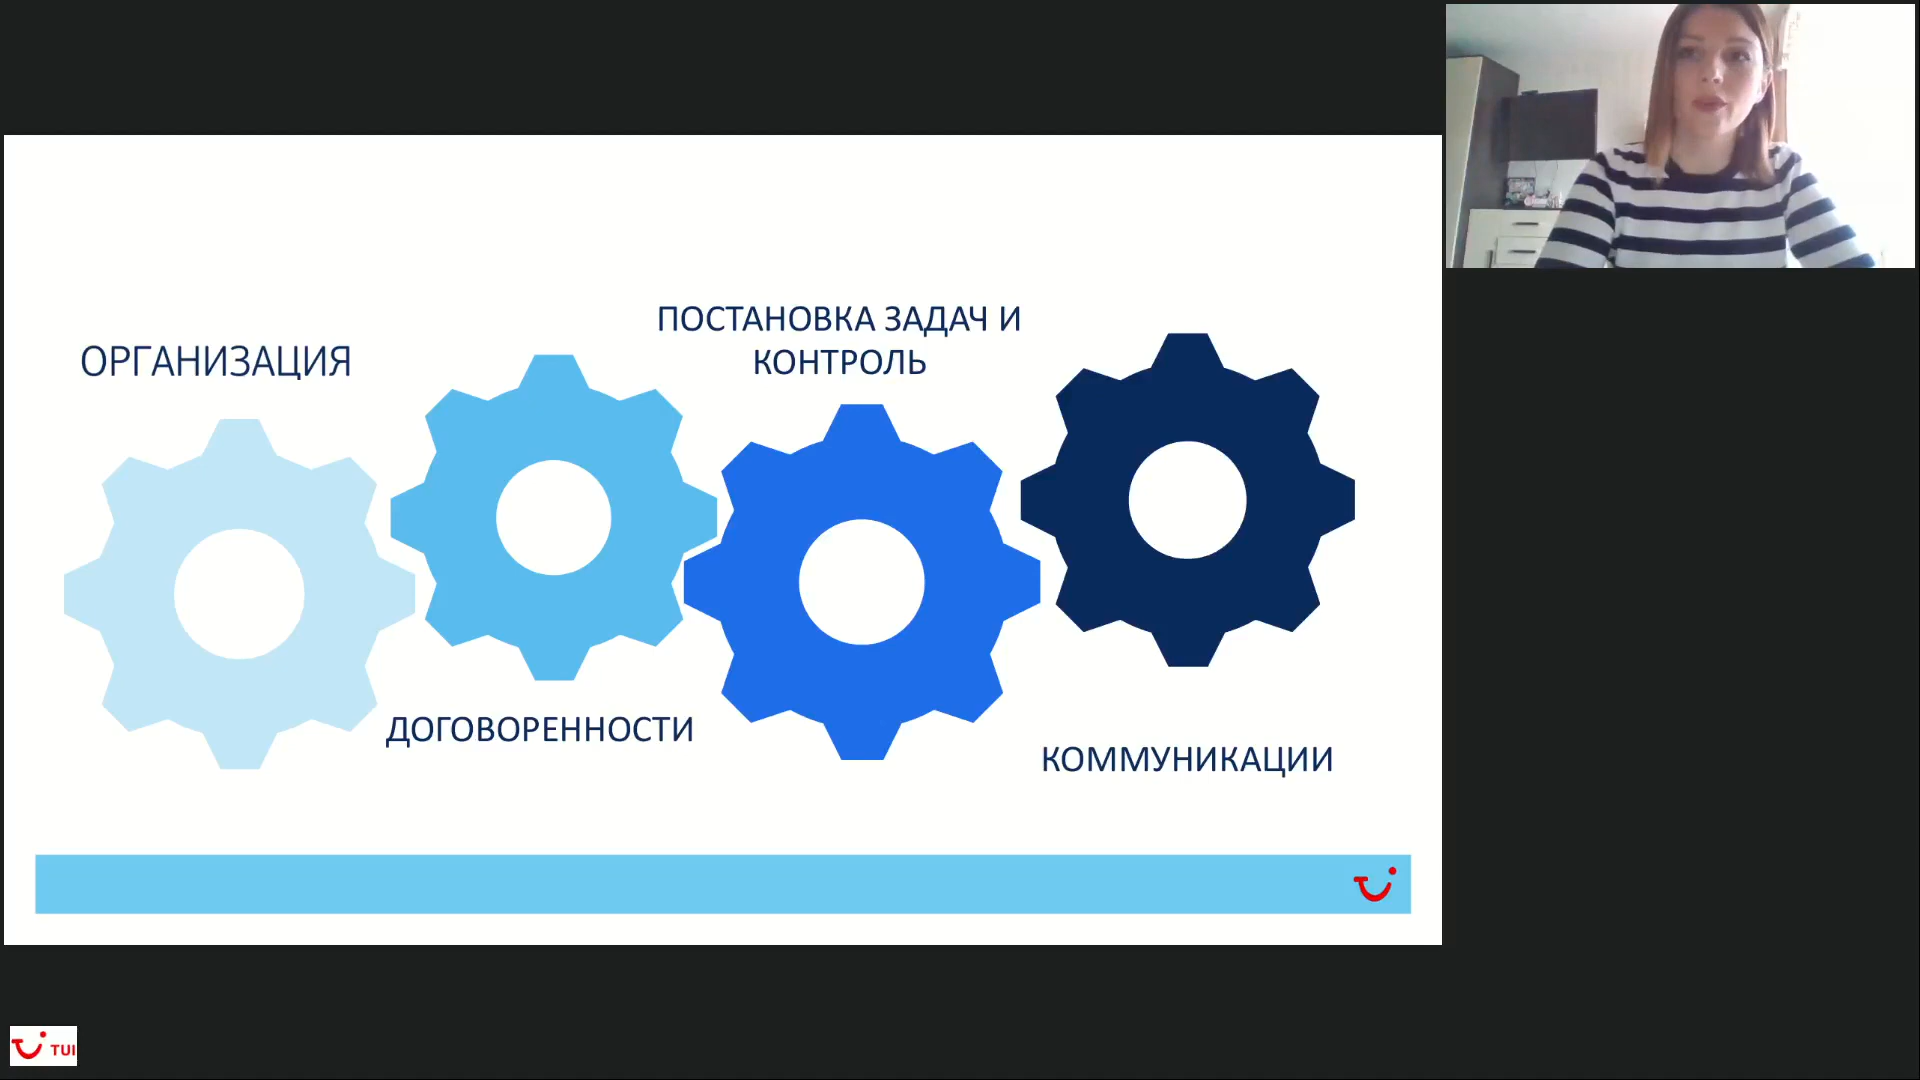 ОРГАНИЗАЦИЯ
ПОСТАНОВКА ЗАДАЧ И
КОНТРОЛЬ
ДОГОВОРЕННОСТИ
КОММУНИКАЦИИ
TUI